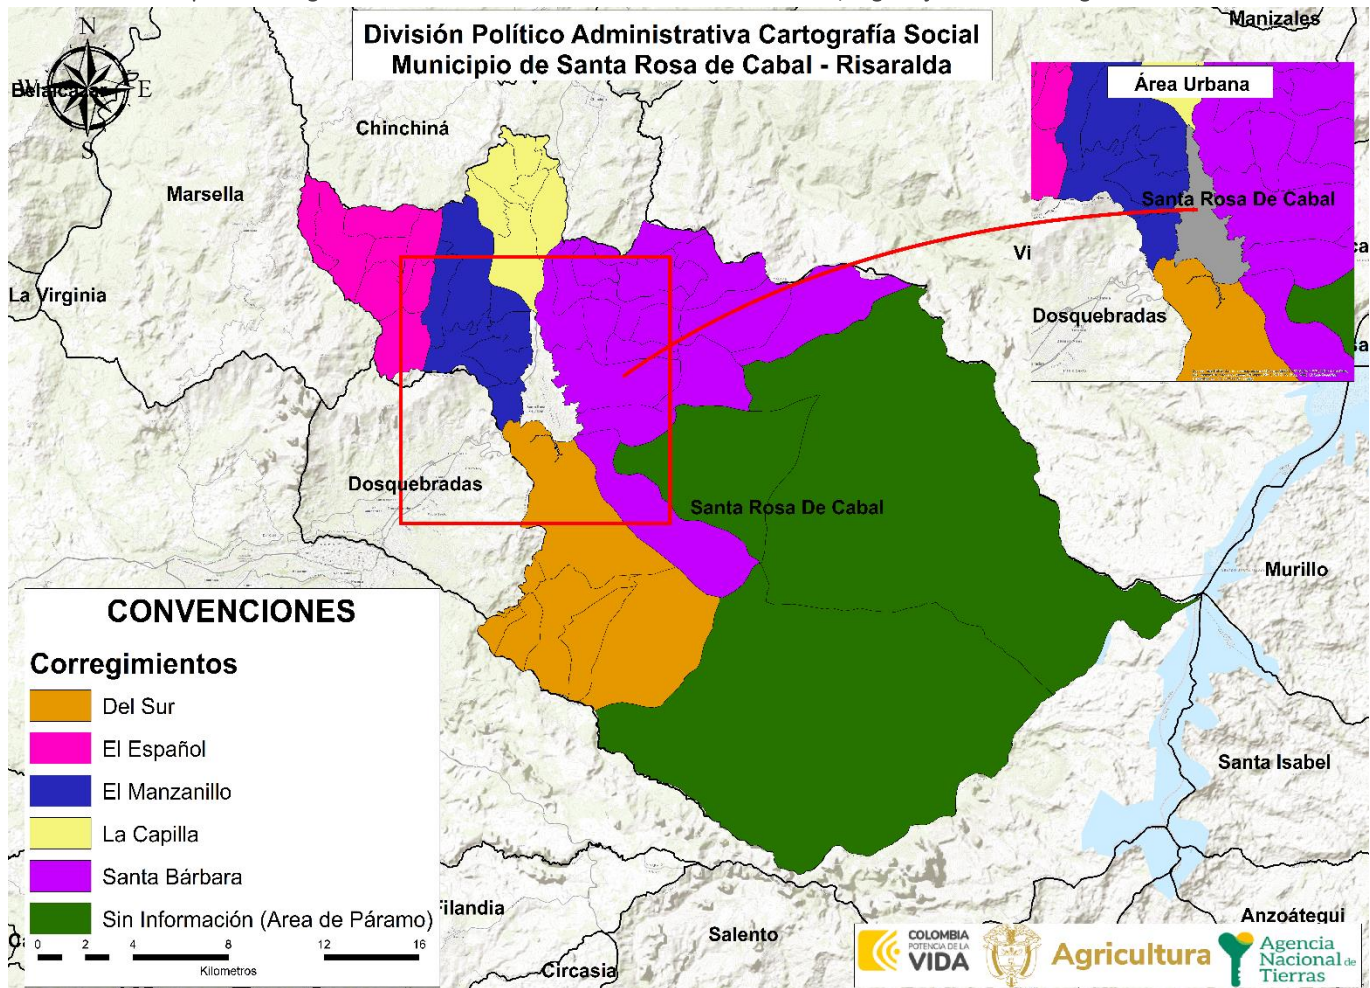 Manizales
División Político Administrativa Cartografía Social
Municipio de Santa Rosa de Cabal - Risaralda
N
W
E
S
Belalcazar
Chinchiná
Marsella
La Virginia
Dosquebradas
Santa Rosa De Cabal
Área Urbana
Santa Rosa De Cabal
Dosquebradas
Vi
Murillo
Santa Isabel
Anzoátegui
Salento
Circasia
Filandia
CONVENCIONES
Corregimientos
Del Sur
El Español
El Manzanillo
La Capilla
Santa Bárbara
Sin Información (Area de Páramo)
0 2 4 8 12 16
Kilometros
COLOMBIA
POTENCIA DE LA
VIDA
Agricultura
Agencia
Nacional de
Tierras